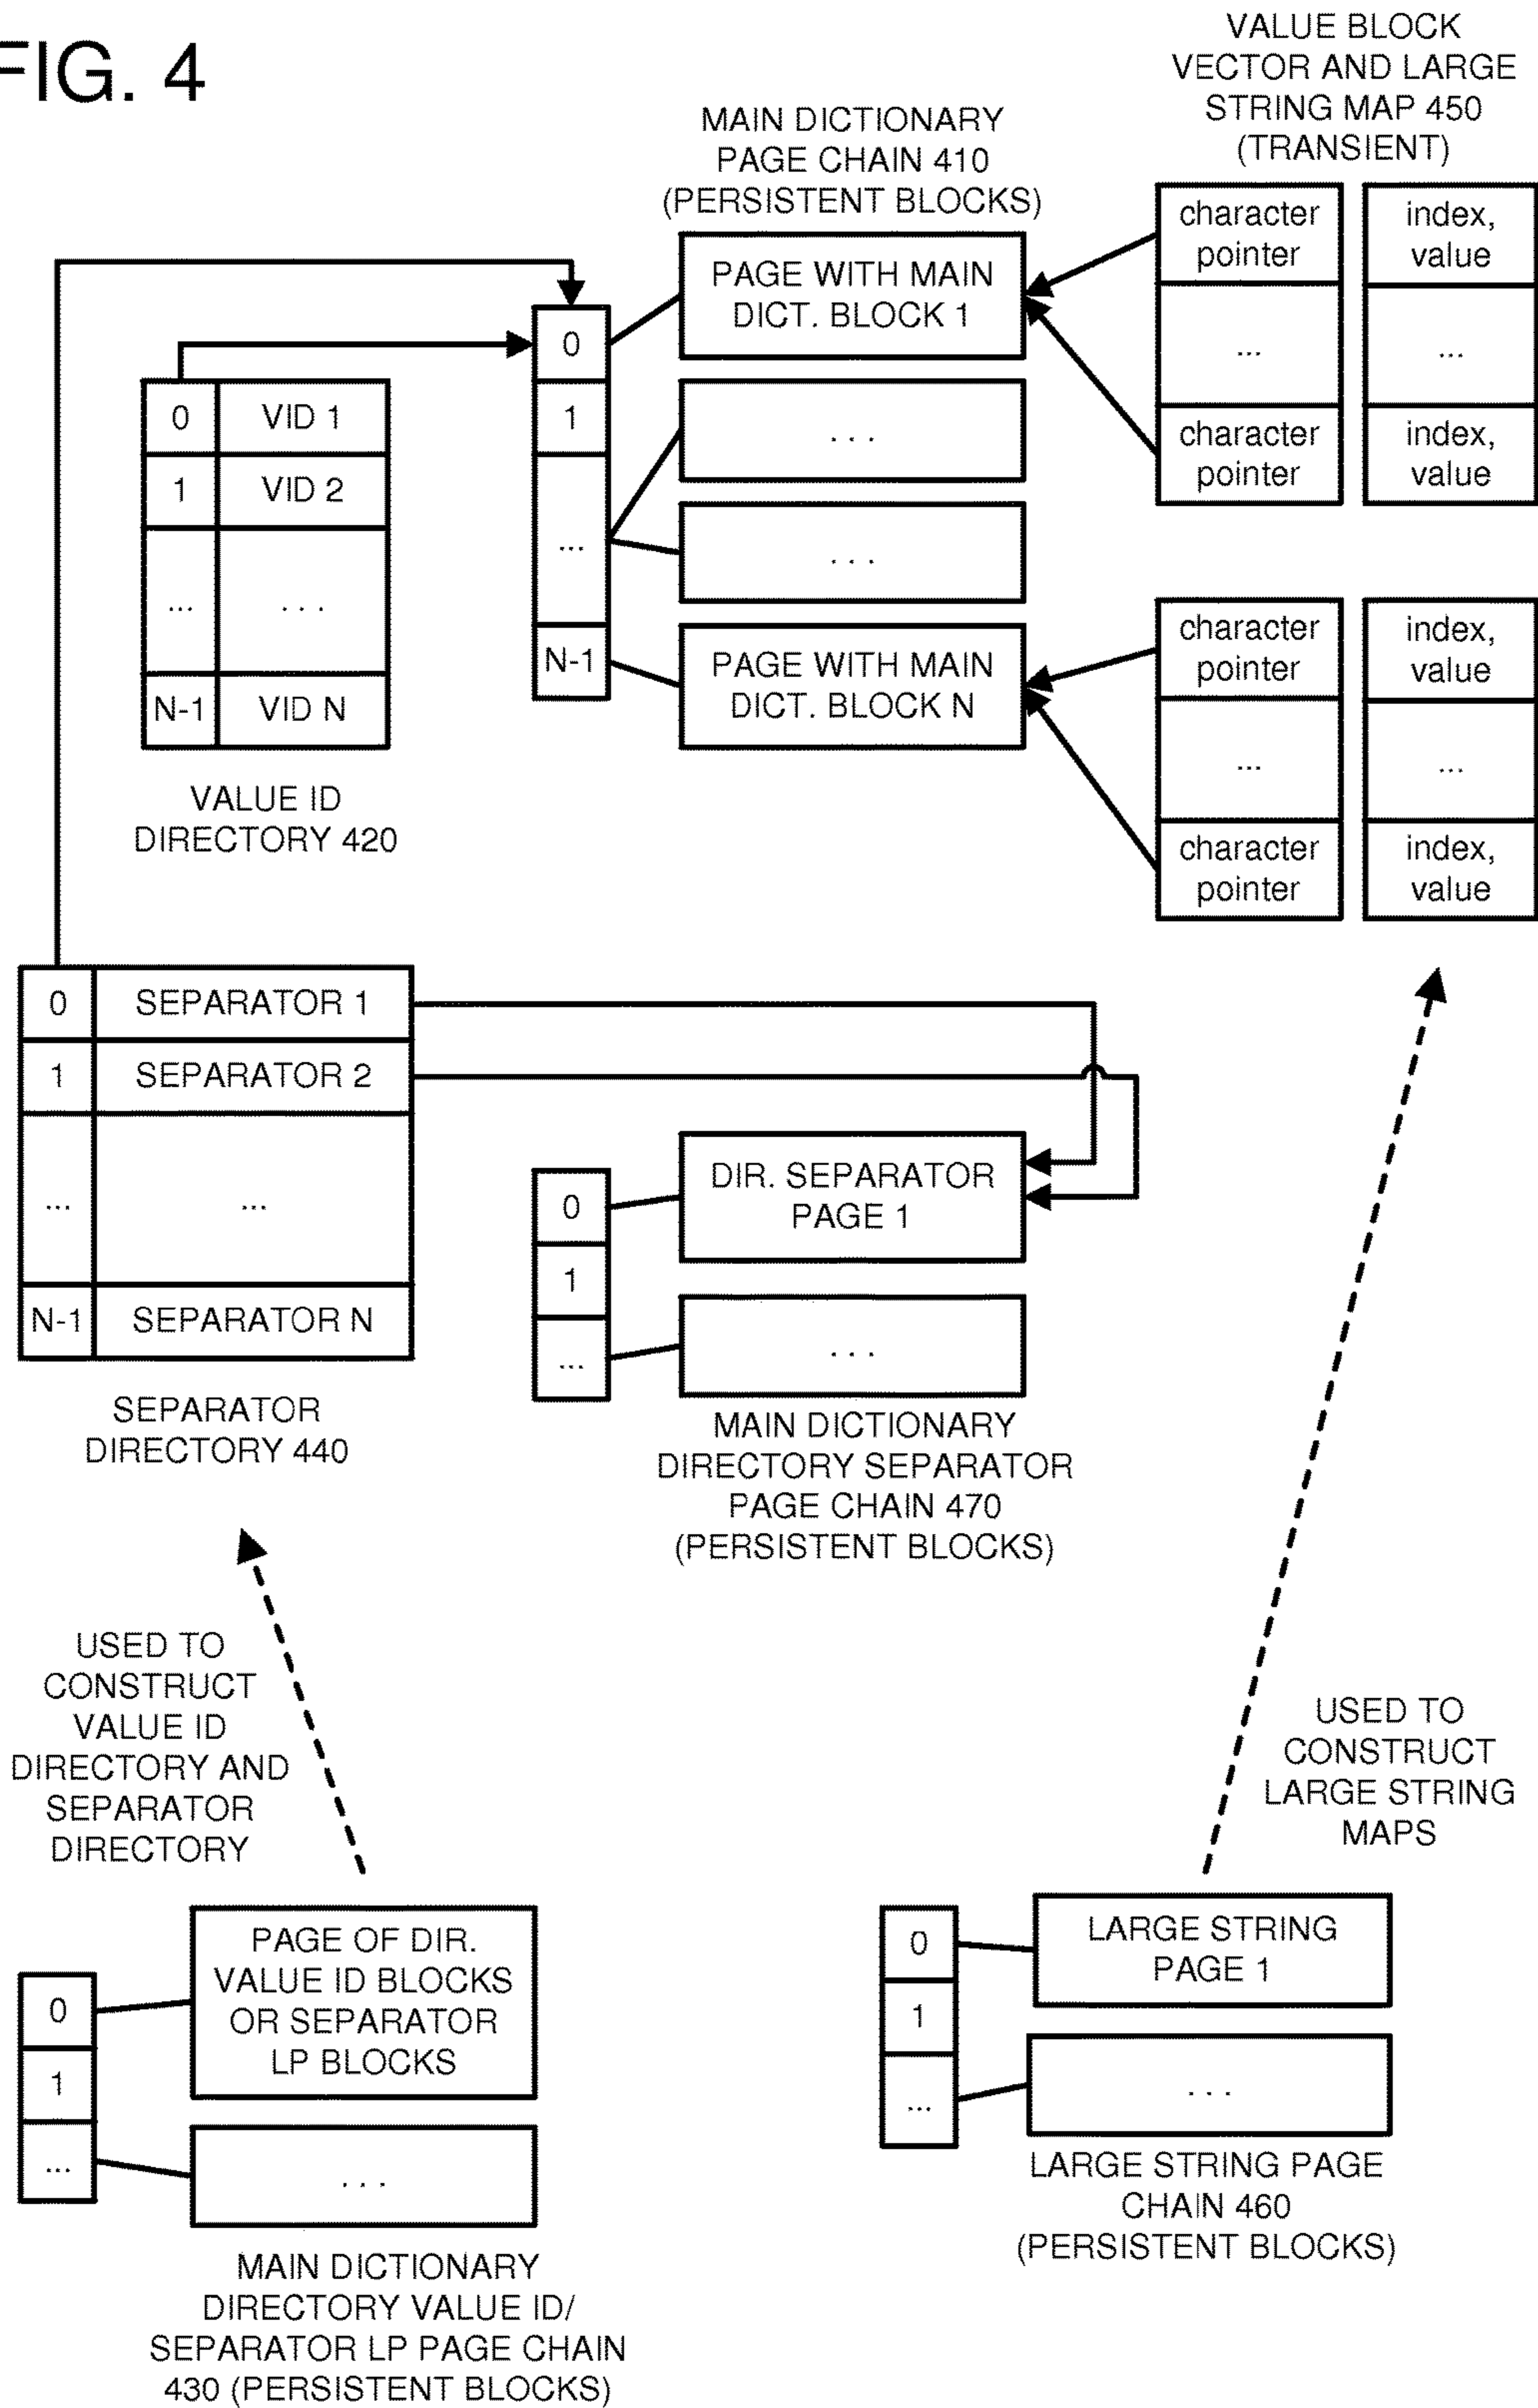 FIG. 4
VALUE BLOCK
VECTOR AND LARGE
STRING MAP 450
(TRANSIENT)
MAIN DICTIONARY
PAGE CHAIN 410
(PERSISTENT BLOCKS)
character
pointer
index,
value
...
...
character
pointer
index,
value
0
1
...
N-1
PAGE WITH MAIN
DICT. BLOCK 1
. . .
. . .
PAGE WITH MAIN
DICT. BLOCK N
0 VID 1
1 VID 2
... . . .
N-1 VID N
VALUE ID
DIRECTORY 420
character
pointer
index,
value
...
...
character
pointer
index,
value
0 SEPARATOR 1
1 SEPARATOR 2
... ...
N-1 SEPARATOR N
SEPARATOR
DIRECTORY 440
0
1
...
DIR. SEPARATOR
PAGE 1
. . .
MAIN DICTIONARY
DIRECTORY SEPARATOR
PAGE CHAIN 470
(PERSISTENT BLOCKS)
USED TO
CONSTRUCT
VALUE ID
DIRECTORY AND
SEPARATOR
DIRECTORY
USED TO
CONSTRUCT
LARGE STRING
MAPS
0
1
...
PAGE OF DIR.
VALUE ID BLOCKS
OR SEPARATOR
LP BLOCKS
. . .
MAIN DICTIONARY
DIRECTORY VALUE ID/
SEPARATOR LP PAGE CHAIN
430 (PERSISTENT BLOCKS)
0
1
...
LARGE STRING
PAGE 1
. . .
LARGE STRING PAGE
CHAIN 460
(PERSISTENT BLOCKS)